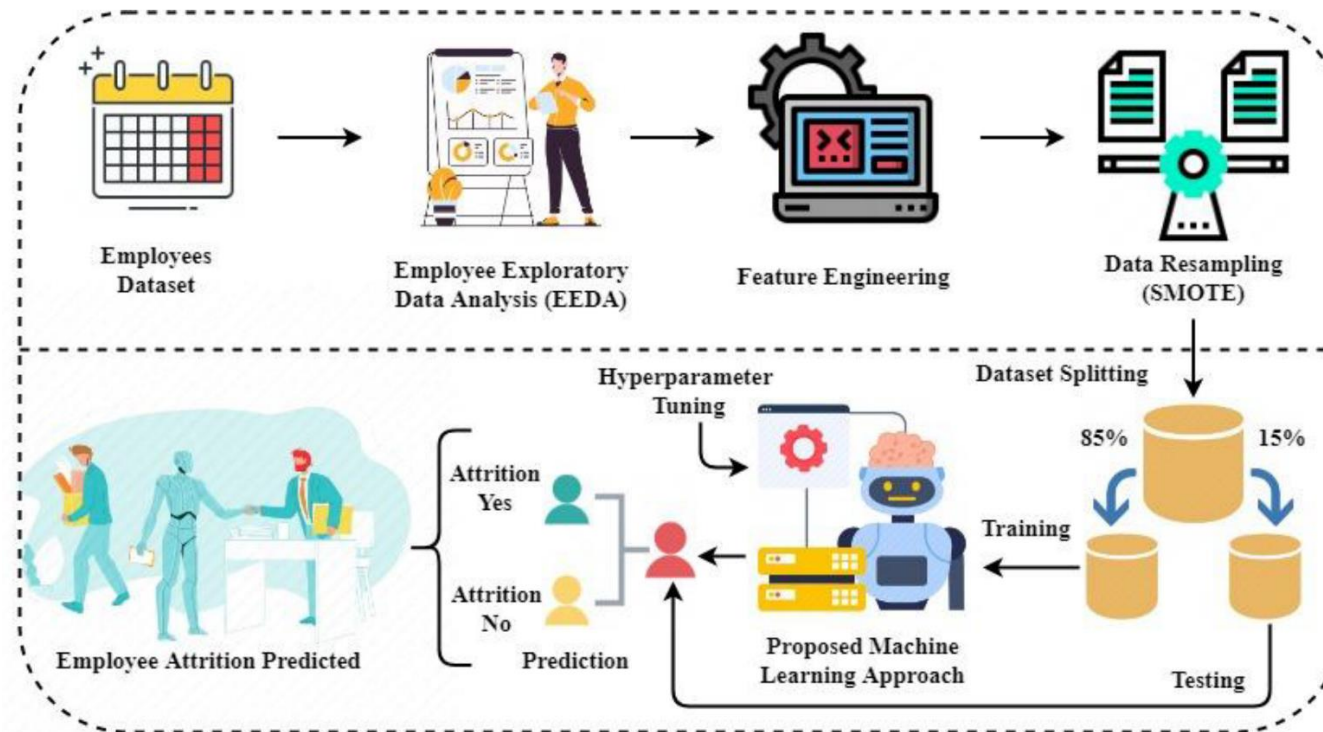 Employees
Dataset
Employee Exploratory
Data Analysis (EEDA)
Feature Engineering
Data Resampling
(SMOTE)
Hyperparameter
Tuning
Dataset Splitting
85%
15%
Attrition
Yes
Training
Attrition
No
Employee Attrition Predicted
Prediction
Proposed Machine
Learning Approach
Testing